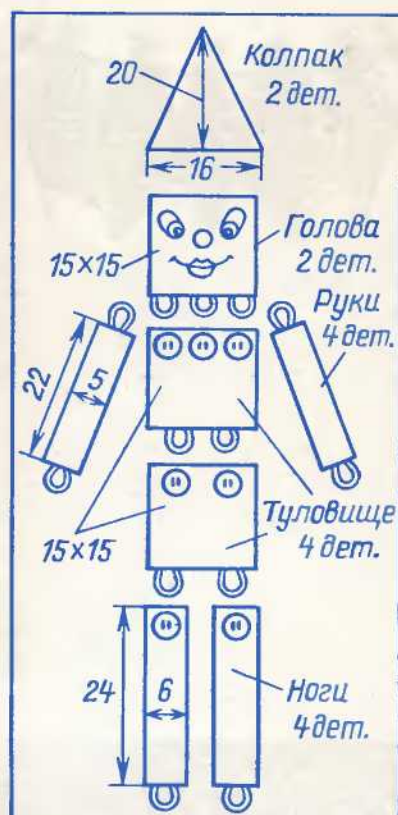 20
Колпак
2 дет.
16
15×15
Голова
2 дет.
Руки
4 дет.
22
5
15×15
Туловище
4 дет.
24
6
Ноги
4 дет.